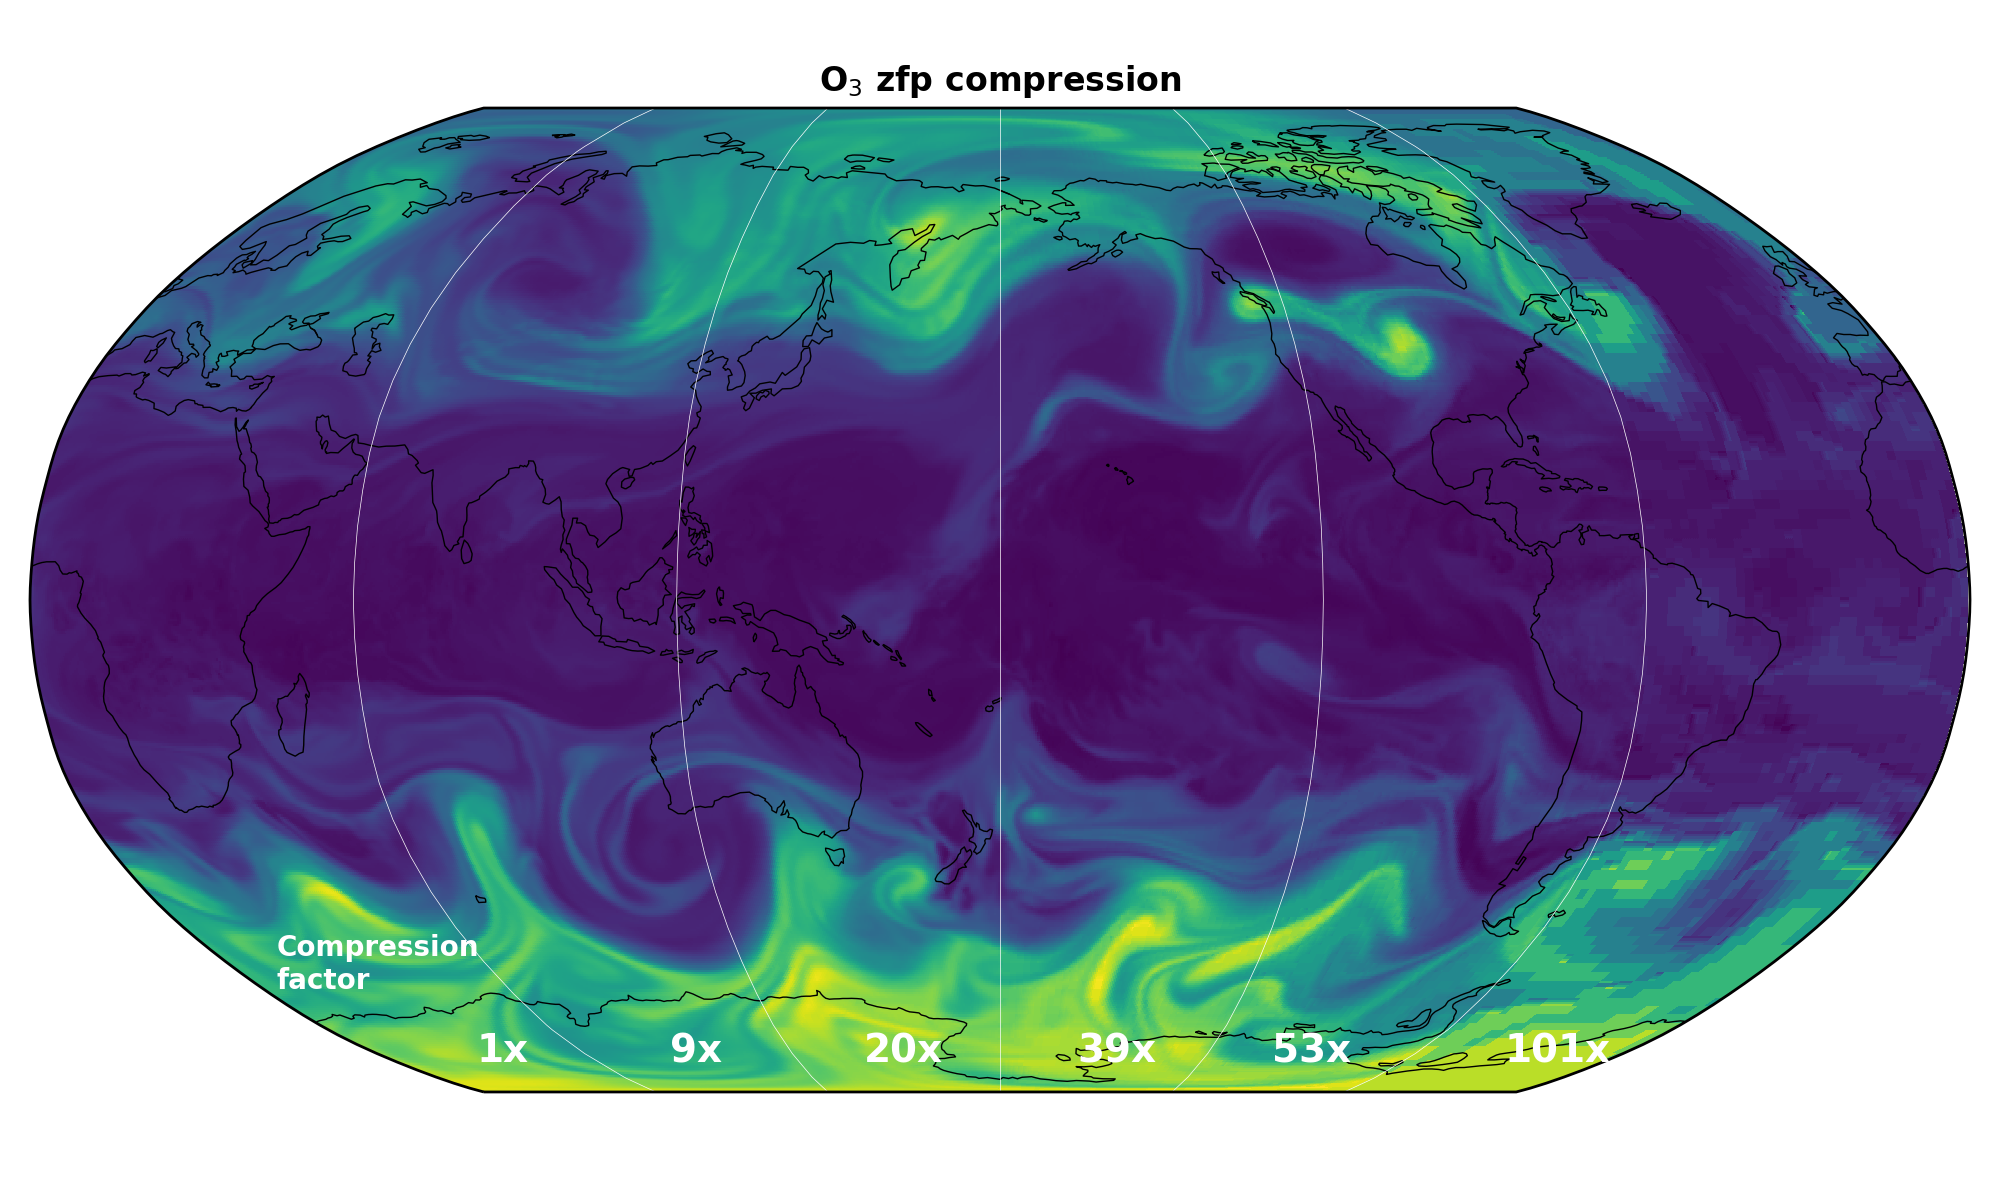 O₃ zfp compression
Compression
factor
1x 9x 20x 39x 53x 101x